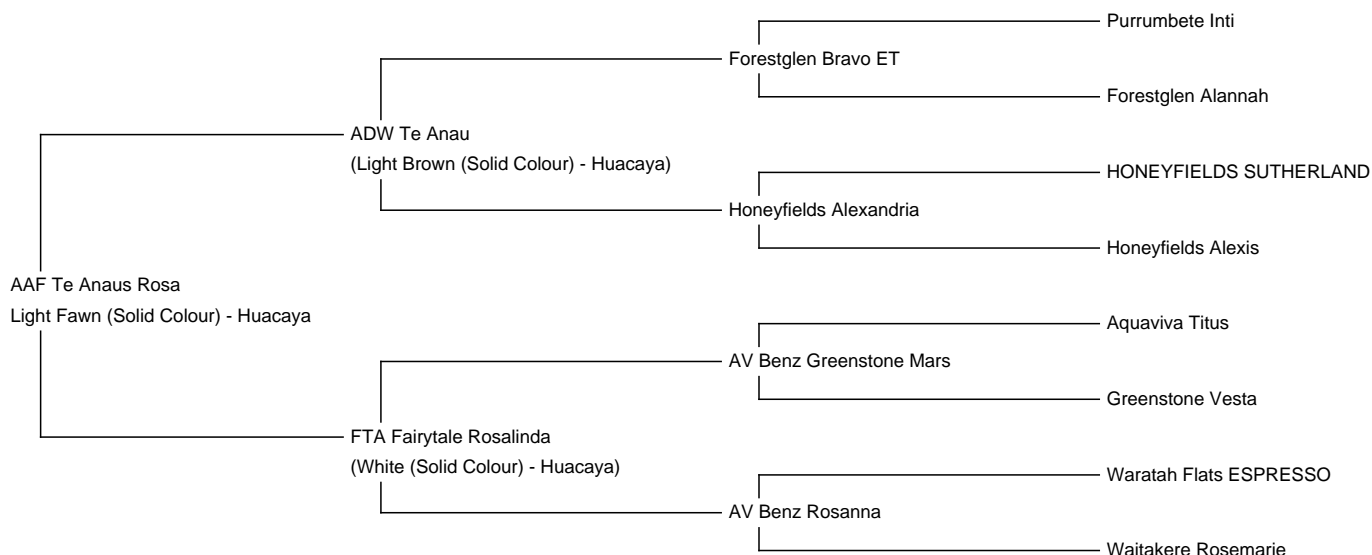 Purrumbete Inti
Forestglen Bravo ET
Forestglen Alannah
ADW Te Anau
(Light Brown (Solid Colour) - Huacaya)
HONEYFIELDS SUTHERLAND
Honeyfields Alexandria
Honeyfields Alexis
AAF Te Anaus Rosa
Light Fawn (Solid Colour) - Huacaya
Aquaviva Titus
AV Benz Greenstone Mars
Greenstone Vesta
FTA Fairytale Rosalinda
(White (Solid Colour) - Huacaya)
Waratah Flats ESPRESSO
AV Benz Rosanna
Waitakere Rosemarie